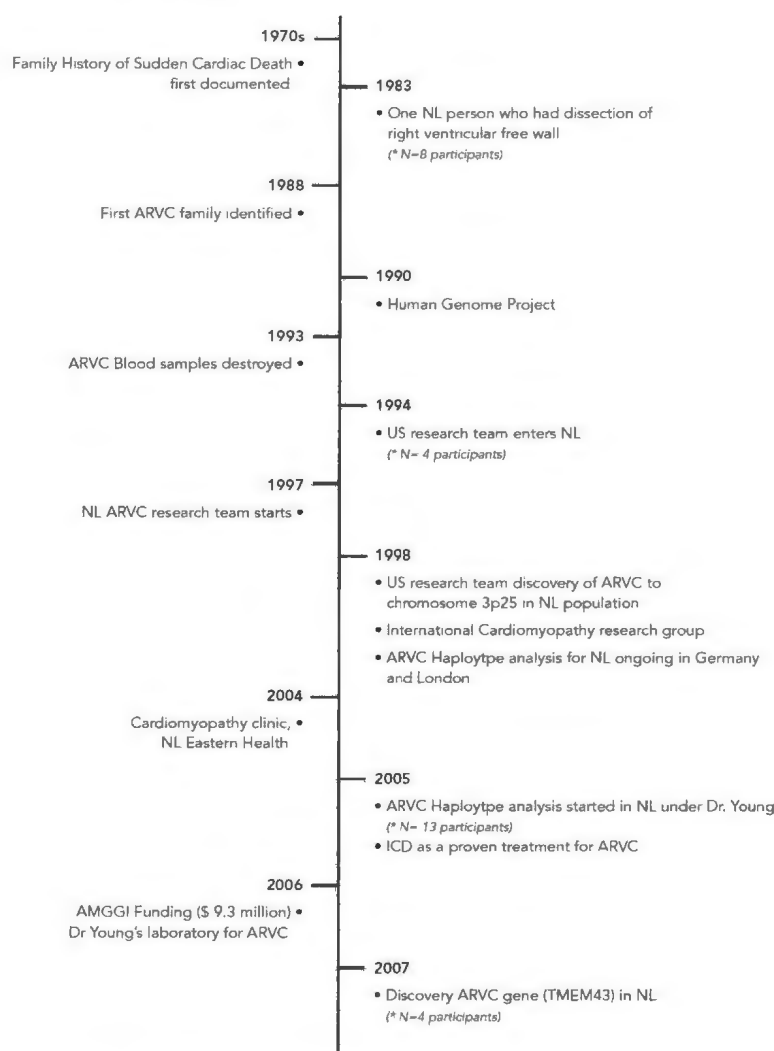 1970s
Family History of Sudden Cardiac Death •
first documented
1983
• One NL person who had dissection of
right ventricular free wall
(* N=8 participants)
1988
First ARVC family identified •
1990
• Human Genome Project
1993
ARVC Blood samples destroyed •
1994
• US research team enters NL
(* N= 4 participants)
1997
NL ARVC research team starts •
1998
• US research team discovery of ARVC to
chromosome 3p25 in NL population
• International Cardiomyopathy research group
• ARVC Haploytpe analysis for NL ongoing in Germany
and London
2004
Cardiomyopathy clinic, •
NL Eastern Health
2005
• ARVC Haploytpe analysis started in NL under Dr. Young
(* N= 13 participants)
• ICD as a proven treatment for ARVC
2006
AMGGI Funding ($ 9.3 million) •
Dr Young's laboratory for ARVC
2007
• Discovery ARVC gene (TMEM43) in NL
(* N=4 participants)